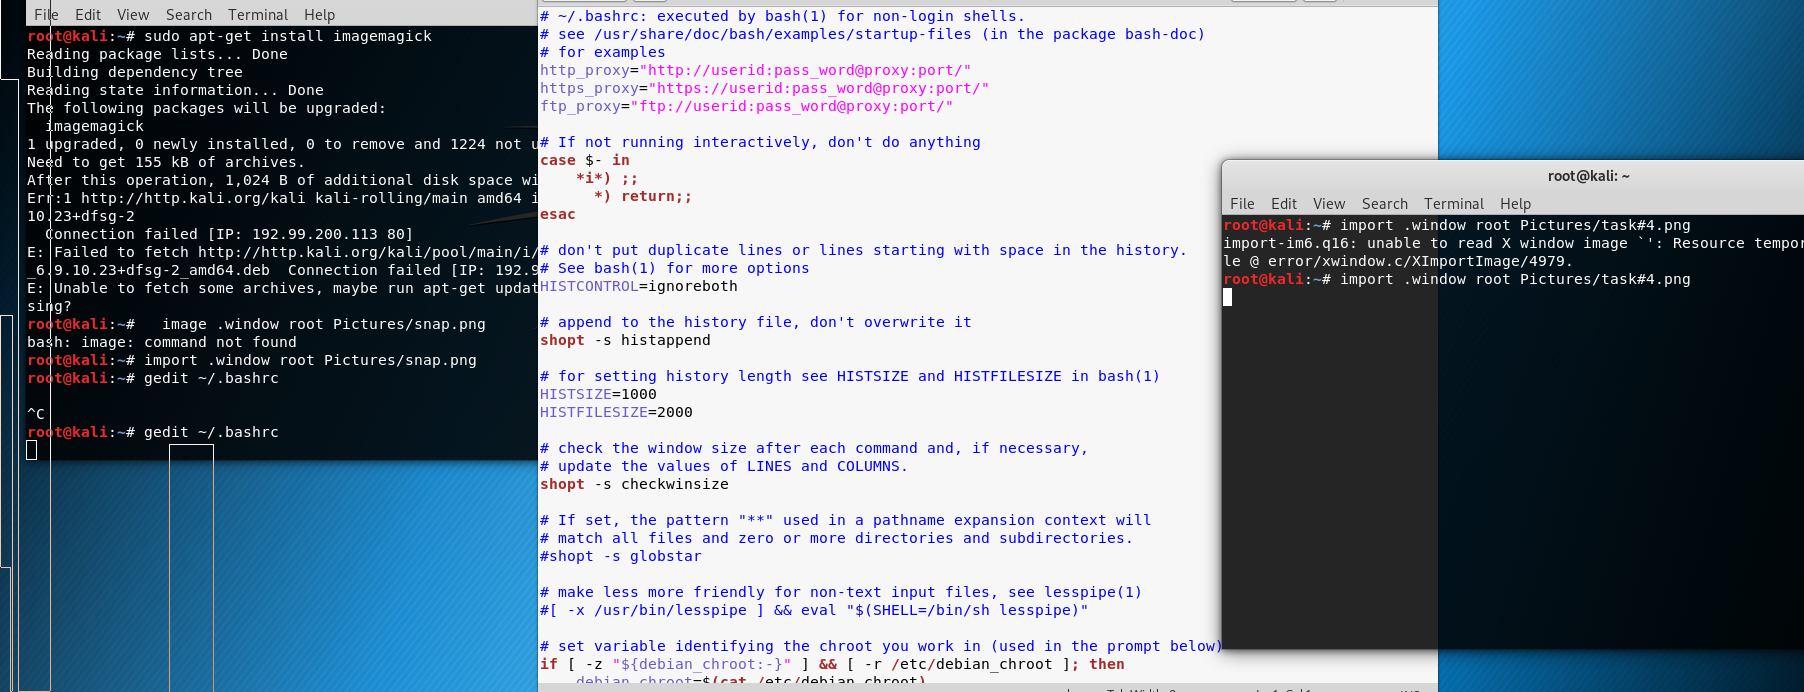 File Edit View Search Terminal Help
root@kali:~# sudo apt-get install imagemagick
Reading package lists... Done
Building dependency tree
Reading state information... Done
The following packages will be upgraded:
  imagemagick
1 upgraded, 0 newly installed, 0 to remove and 1224 not u
Need to get 155 kB of archives.
After this operation, 1,024 B of additional disk space wi
Err:1 http://http.kali.org/kali kali-rolling/main amd64 i
10.23+dfsg-2
  Connection failed [IP: 192.99.200.113 80]
E: Failed to fetch http://http.kali.org/kali/pool/main/i/
_6.9.10.23+dfsg-2_amd64.deb  Connection failed [IP: 192.9
E: Unable to fetch some archives, maybe run apt-get updat
sing?
root@kali:~#   image .window root Pictures/snap.png
bash: image: command not found
root@kali:~# import .window root Pictures/snap.png
root@kali:~# gedit ~/.bashrc
^C
root@kali:~# gedit ~/.bashrc
# ~/.bashrc: executed by bash(1) for non-login shells.
# see /usr/share/doc/bash/examples/startup-files (in the package bash-doc)
# for examples
http_proxy="http://userid:pass_word@proxy:port/"
https_proxy="https://userid:pass_word@proxy:port/"
ftp_proxy="ftp://userid:pass_word@proxy:port/"
# If not running interactively, don't do anything
case $- in
    *i*) ;;
      *) return;;
esac
# don't put duplicate lines or lines starting with space in the history.
# See bash(1) for more options
HISTCONTROL=ignoreboth
# append to the history file, don't overwrite it
shopt -s histappend
# for setting history length see HISTSIZE and HISTFILESIZE in bash(1)
HISTSIZE=1000
HISTFILESIZE=2000
# check the window size after each command and, if necessary,
# update the values of LINES and COLUMNS.
shopt -s checkwinsize
# If set, the pattern "**" used in a pathname expansion context will
# match all files and zero or more directories and subdirectories.
#shopt -s globstar
# make less more friendly for non-text input files, see lesspipe(1)
#[ -x /usr/bin/lesspipe ] && eval "$(SHELL=/bin/sh lesspipe)"
# set variable identifying the chroot you work in (used in the prompt below)
if [ -z "${debian_chroot:-}" ] && [ -r /etc/debian_chroot ]; then
    debian_chroot=$(cat /etc/debian_chroot)
root@kali: ~
File Edit View Search Terminal Help
root@kali:~# import .window root Pictures/task#4.png
import-im6.q16: unable to read X window image `': Resource tempor
le @ error/xwindow.c/XImportImage/4979.
root@kali:~# import .window root Pictures/task#4.png